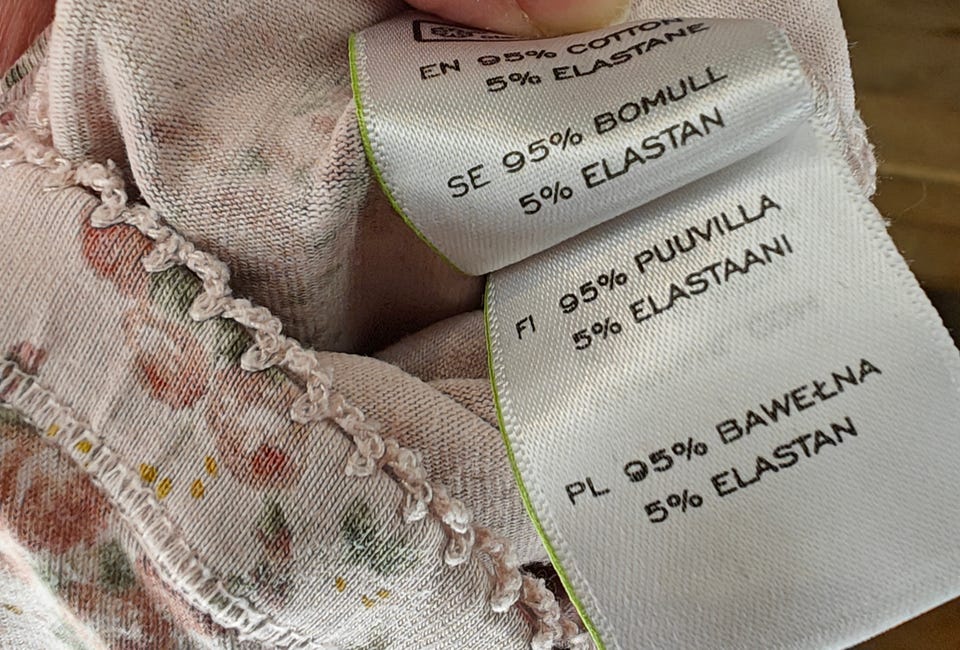 EN 95% COTTON
5% ELASTANE
SE 95% BOMULL
5% ELASTAN
FI 95% PUUVILLA
5% ELASTAANI
PL 95% BAWEŁNA
5% ELASTAN